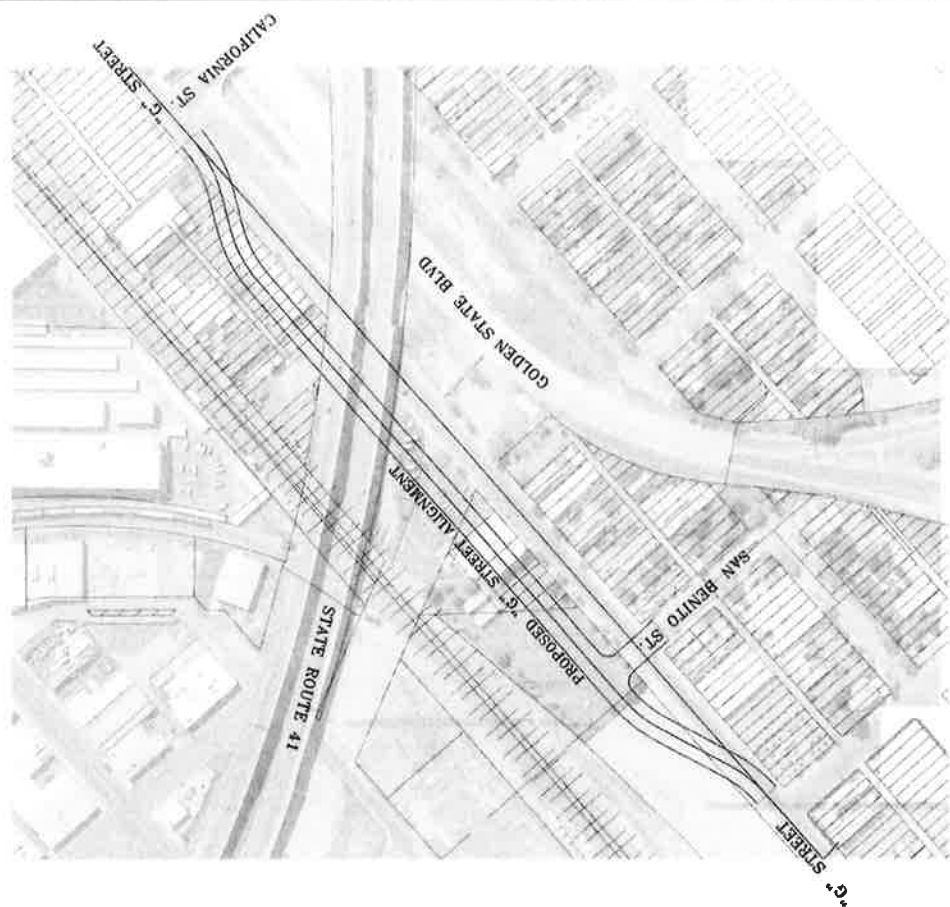 CALIFORNIA ST.
"G" STREET
GOLDEN STATE BLVD
PROPOSED "G" STREET ALIGNMENT
SAN BENITO ST.
STATE ROUTE 41
"G" STREET